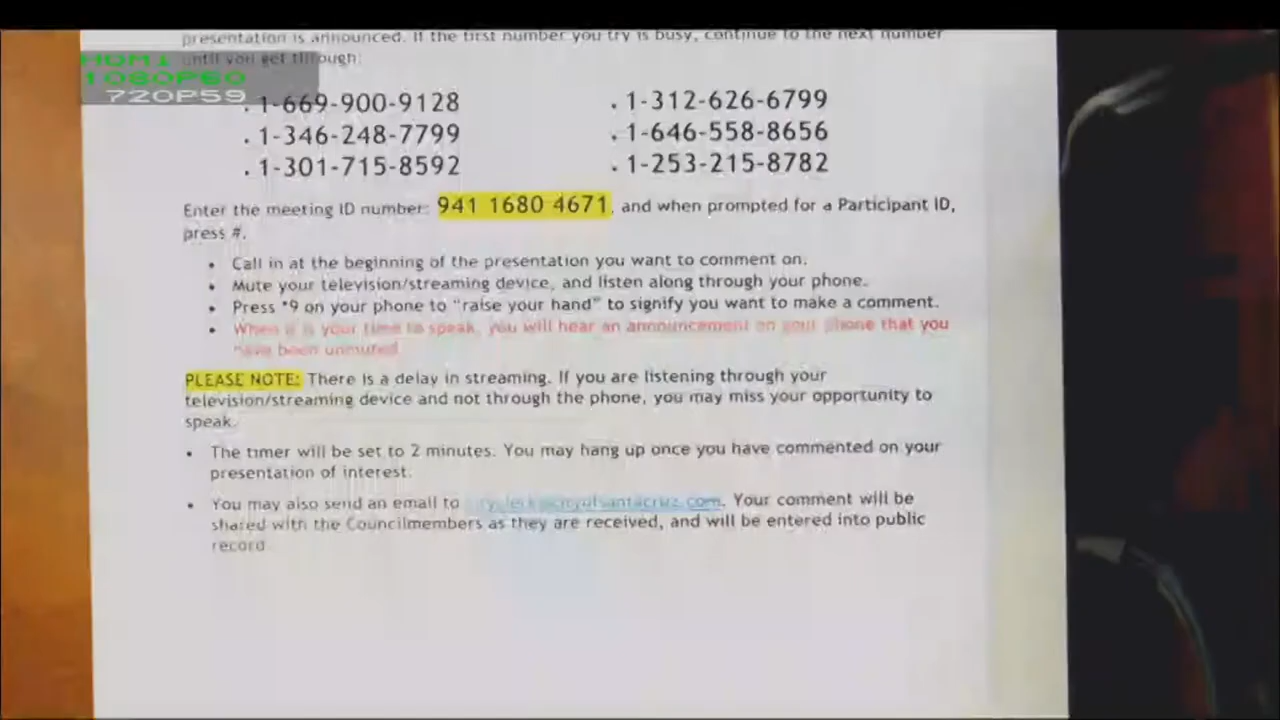 presentation is announced. If the first number you try is busy, continue to the next number
until you get through:
HDMI
1080P60
720P59
. 1-669-900-9128 . 1-312-626-6799
. 1-346-248-7799 . 1-646-558-8656
. 1-301-715-8592 . 1-253-215-8782
Enter the meeting ID number: 941 1680 4671, and when prompted for a Participant ID,
press #.
• Call in at the beginning of the presentation you want to comment on.
• Mute your television/streaming device, and listen along through your phone.
• Press *9 on your phone to “raise your hand” to signify you want to make a comment.
• When it is your time to speak, you will hear an announcement on your phone that you
have been unmuted.
PLEASE NOTE: There is a delay in streaming. If you are listening through your
television/streaming device and not through the phone, you may miss your opportunity to
speak.
• The timer will be set to 2 minutes. You may hang up once you have commented on your
presentation of interest.
• You may also send an email to cityclerk@cityofsantacruz.com. Your comment will be
shared with the Councilmembers as they are received, and will be entered into public
record.